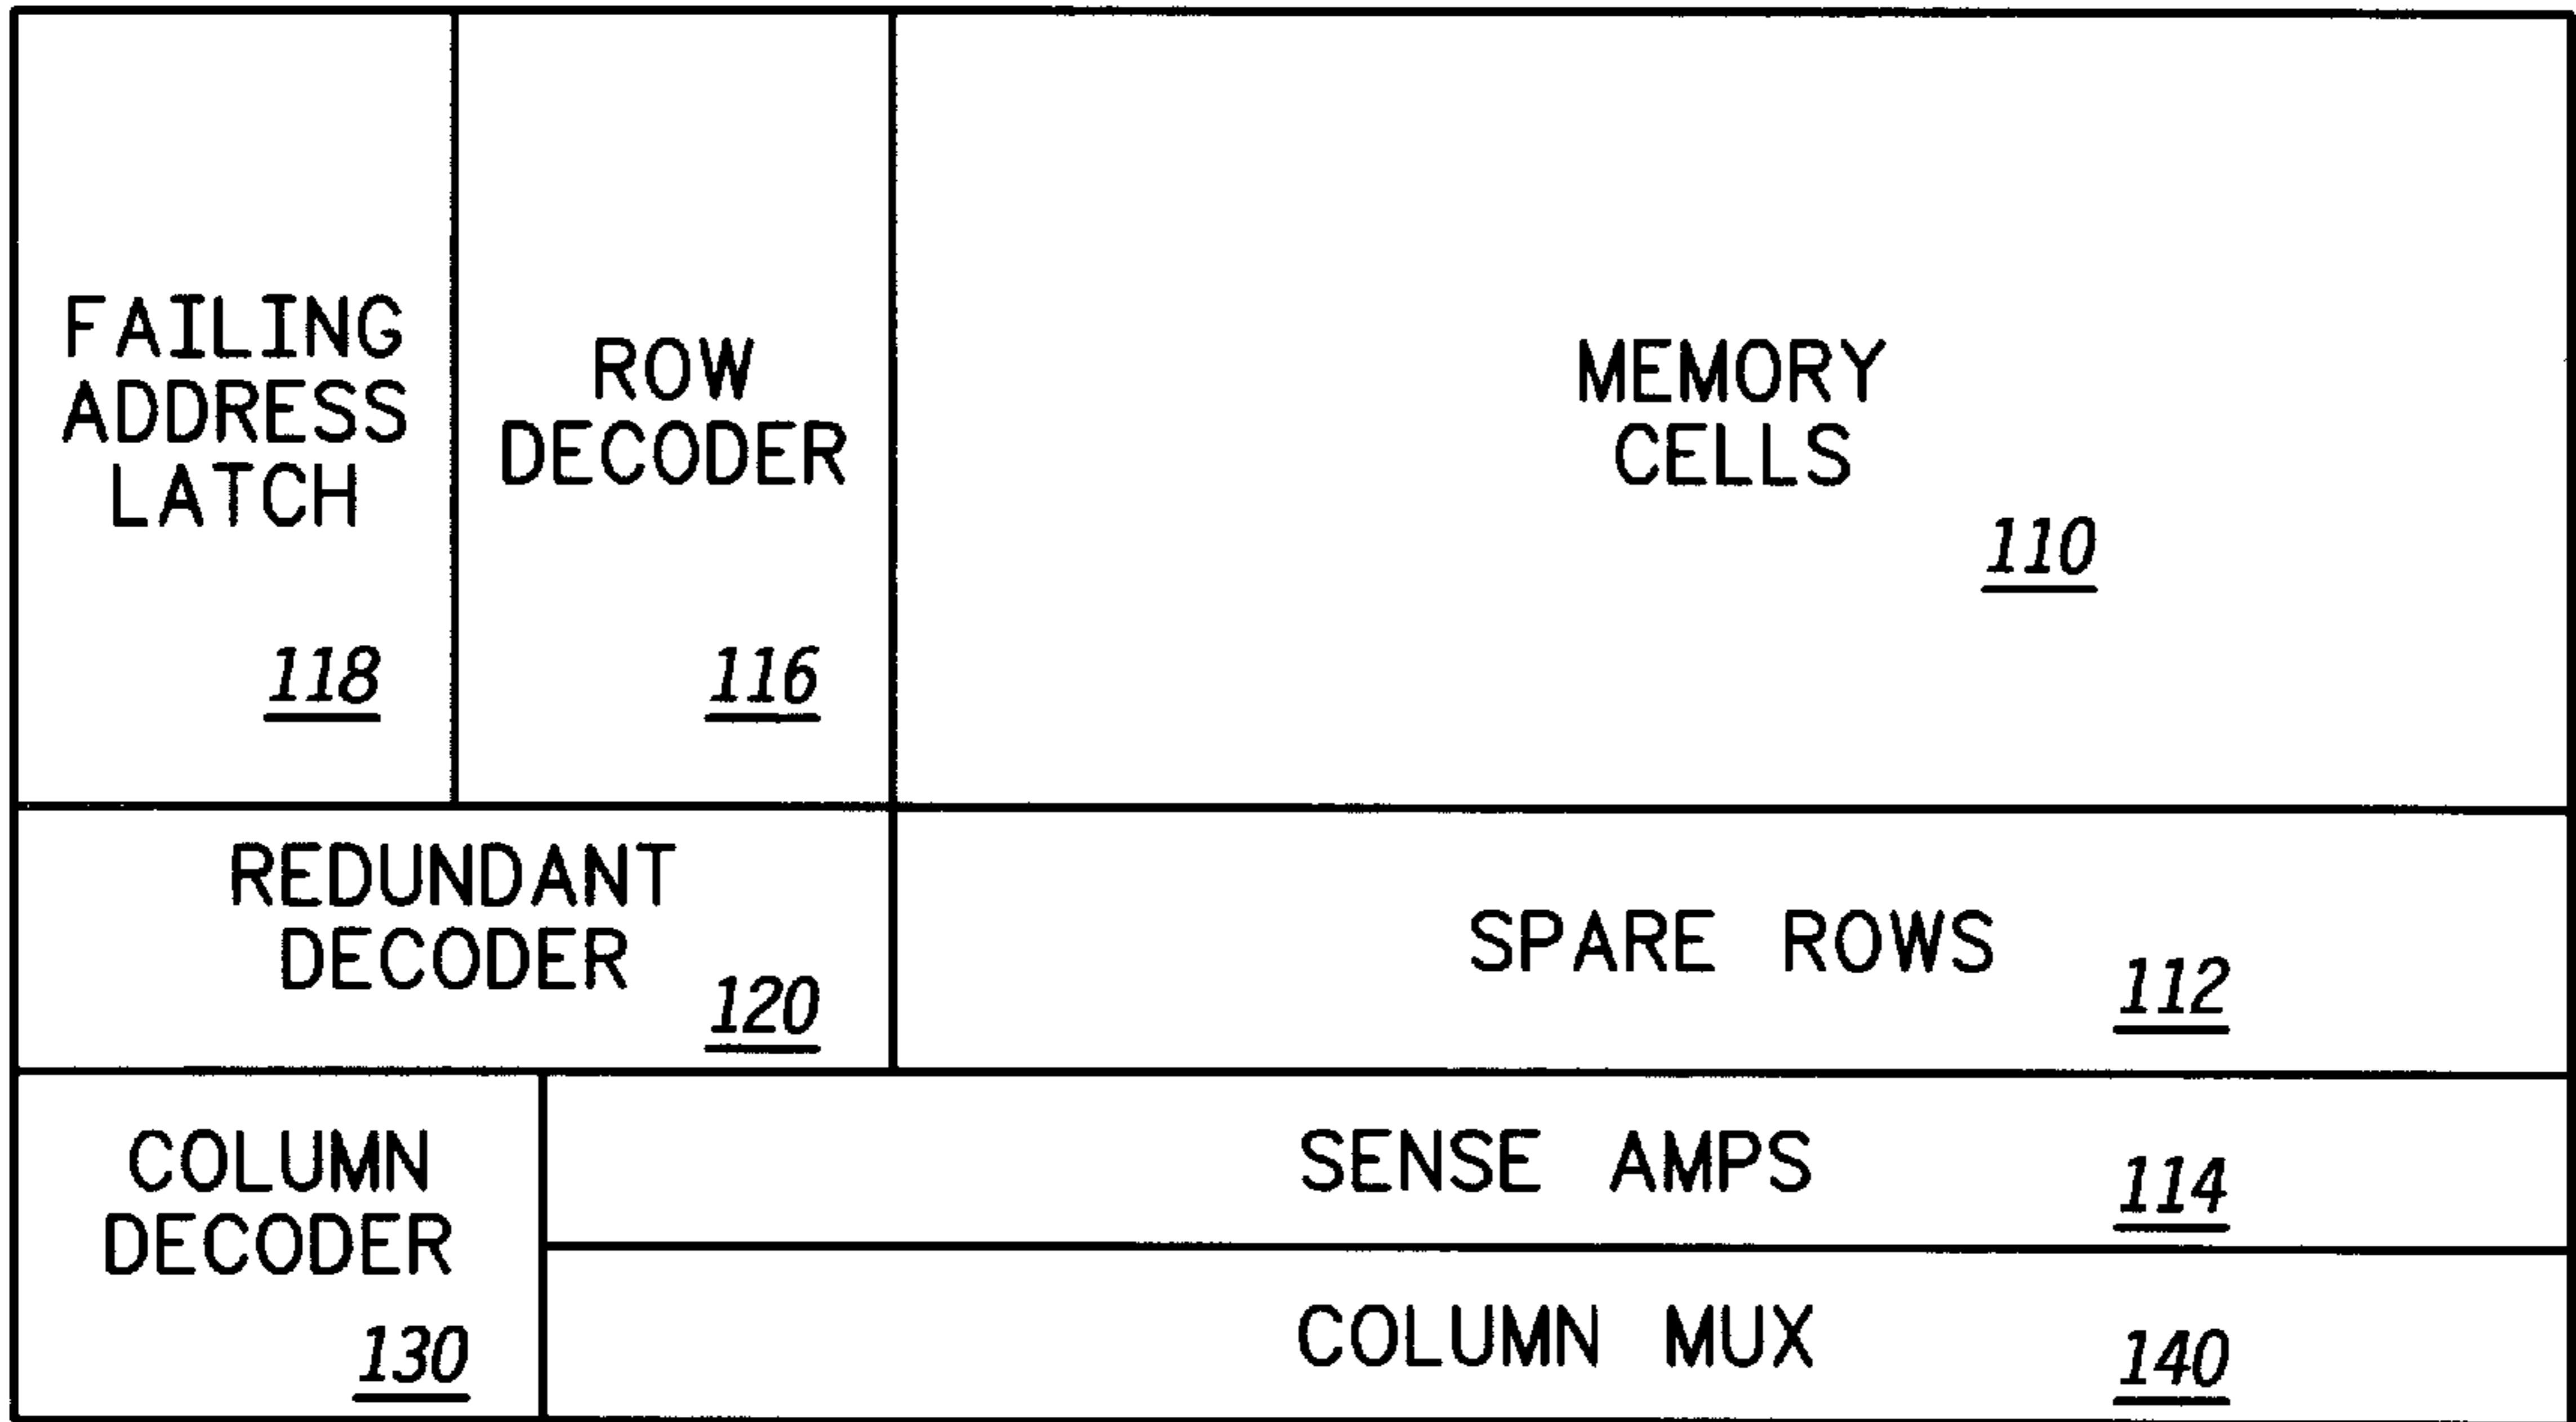 FAILING
ADDRESS
LATCH
118
ROW
DECODER
116
MEMORY
CELLS
110
REDUNDANT
DECODER
120
SPARE ROWS
112
COLUMN
DECODER
130
SENSE AMPS
114
COLUMN MUX
140